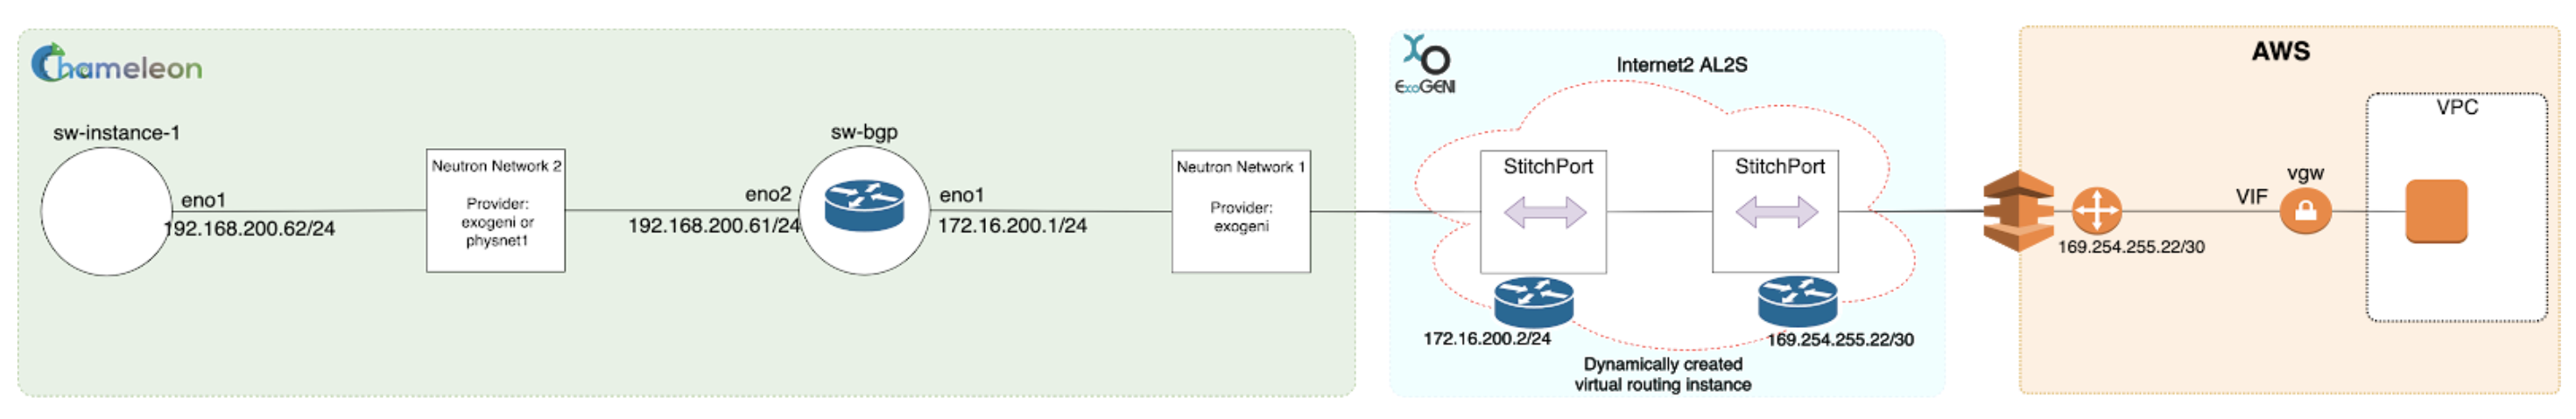 Chameleon
sw-instance-1
eno1
192.168.200.62/24
Neutron Network 2
Provider:
exogeni or
physnet1
sw-bgp
eno2
192.168.200.61/24
eno1
172.16.200.1/24
Neutron Network 1
Provider:
exogeni
ExoGENI
Internet2 AL2S
StitchPort
StitchPort
172.16.200.2/24
169.254.255.22/30
Dynamically created
virtual routing instance
AWS
169.254.255.22/30
VIF
vgw
VPC